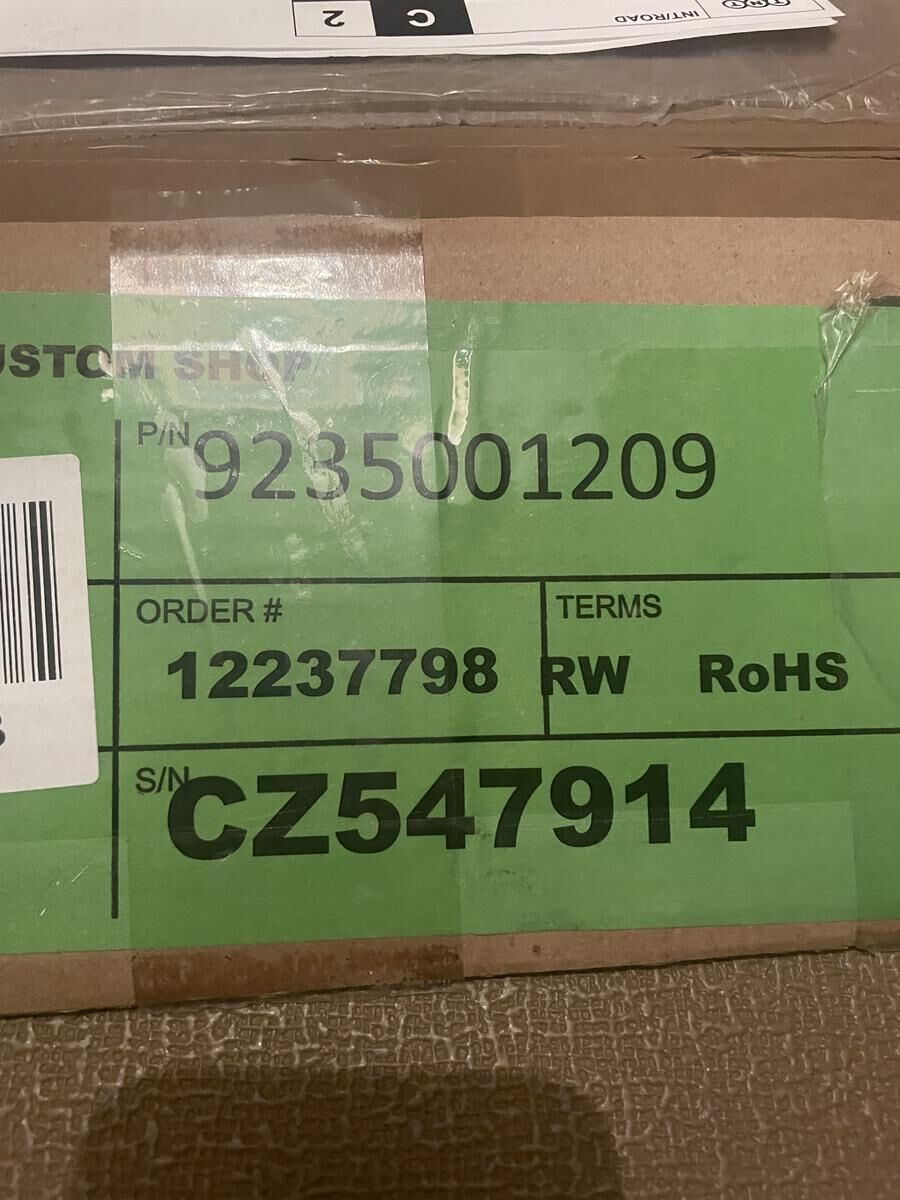 INT/ROAD
C
2
USTOM SHOP
P/N 9235001209
ORDER #
12237798
TERMS
RW RoHS
S/N CZ547914